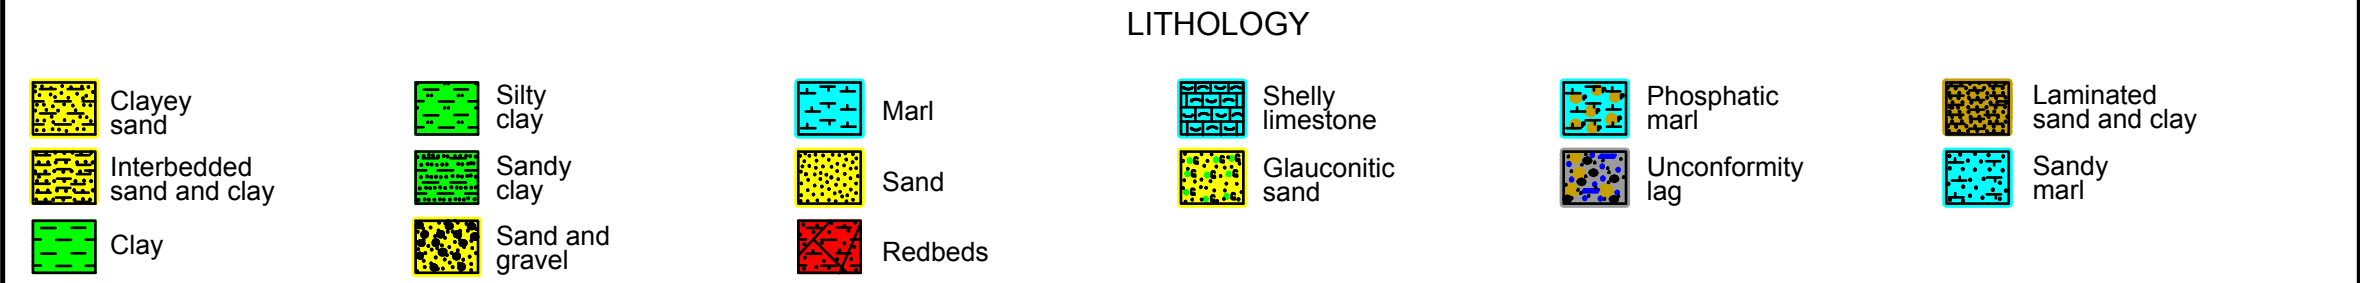 LITHOLOGY
Clayey
sand
Silty
clay
Marl
Shelly
limestone
Phosphatic
marl
Laminated
sand and clay
Interbedded
sand and clay
Sandy
clay
Sand
Glauconitic
sand
Unconformity
lag
Sandy
marl
Clay
Sand and
gravel
Redbeds